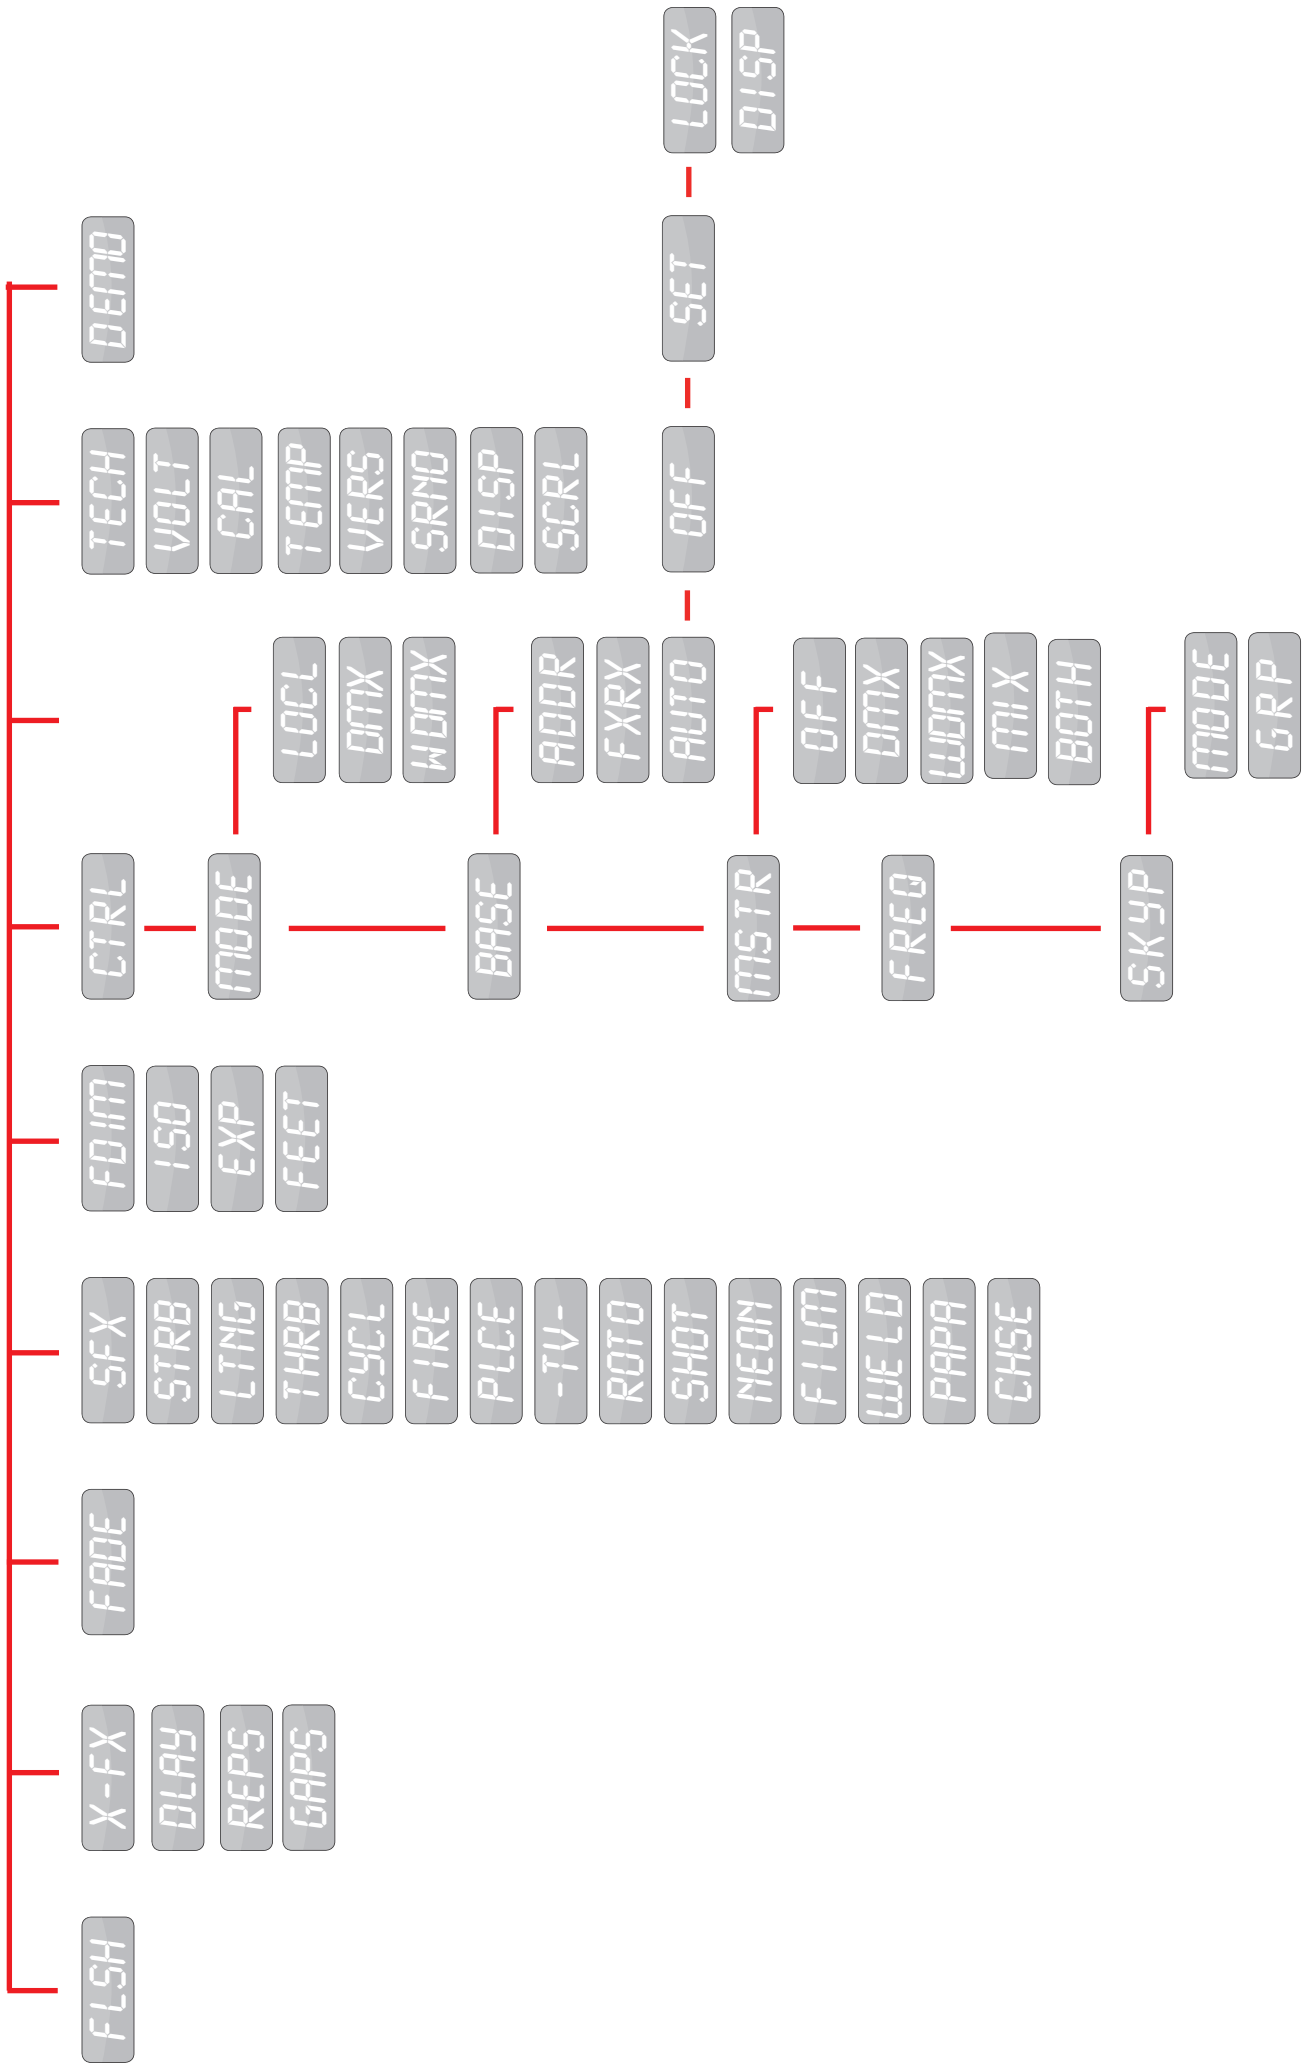 FLSH
X-FX
DLAY
REPS
GAPS
FADE
SFX
STRB
LTNG
THRB
CYCL
FIRE
PLCE
-TV-
ROTO
SHOT
NEON
FILM
WELD
PAPA
CHSE
FDIM
ISO
EXP
FEET
CTRL
MODE
LOCL
DMX
WDMX
BASE
ADDR
FXRX
AUTO
OFF
SET
LOCK
DISP
MSTR
OFF
DMX
WDMX
MIX
BOTH
FREQ
SKYP
MODE
GRP
TECH
VOLT
CAL
TEMP
VERS
SRNO
DISP
SCRL
DEMO